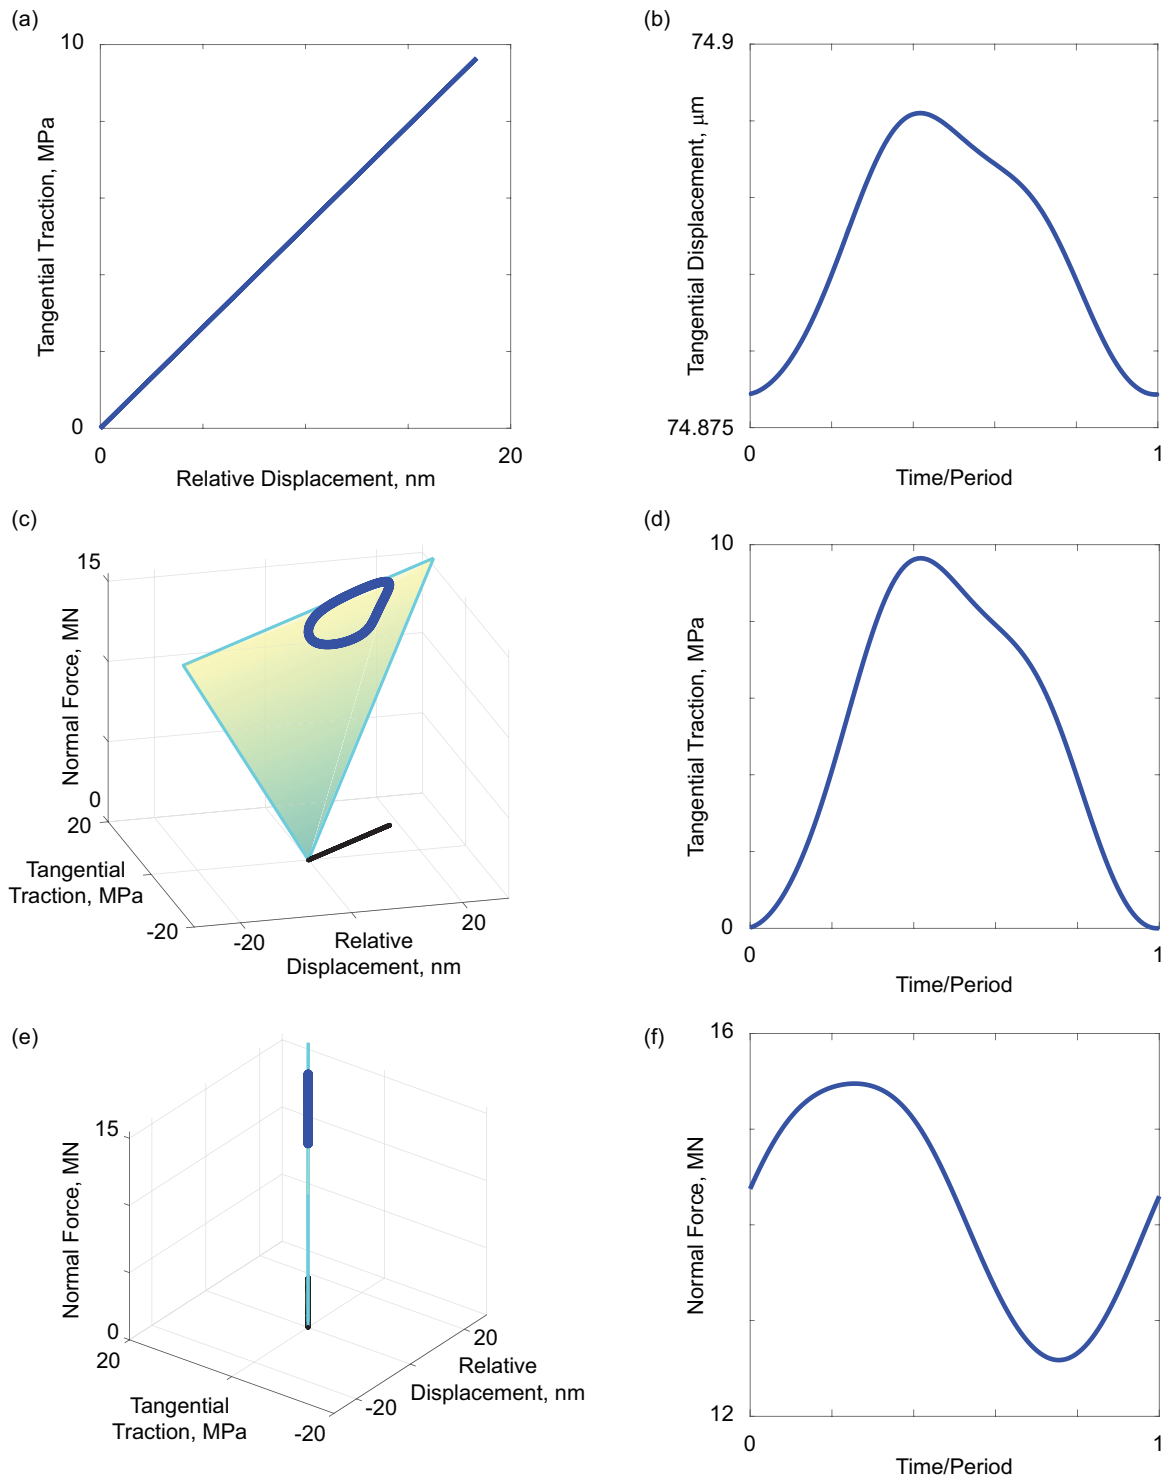 (a)
10
Tangential Traction, MPa
0
0
20
Relative Displacement, nm
(b)
74.9
Tangential Displacement, μm
74.875
0
1
Time/Period
(c)
15
Normal Force, MN
0
20
Tangential
Traction, MPa
-20
-20
Relative
Displacement, nm
20
(d)
10
Tangential Traction, MPa
0
0
1
Time/Period
(e)
15
Normal Force, MN
0
20
Tangential
Traction, MPa
-20
-20
Relative
Displacement, nm
20
(f)
16
Normal Force, MN
12
0
1
Time/Period